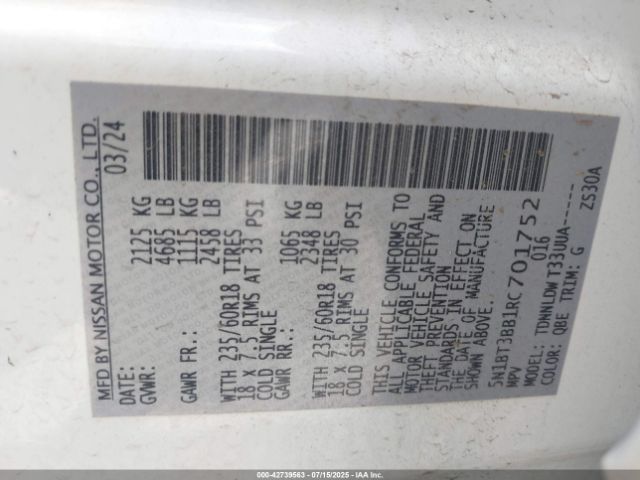 MFD BY NISSAN MOTOR CO., LTD.
DATE: 03/24
GVWR: 2125 KG
4685 LB
GAWR FR.: 1115 KG
2458 LB
WITH 235/60R18 TIRES
18 X 7.5 RIMS AT 33 PSI
COLD SINGLE
GAWR RR.: 1065 KG
2348 LB
WITH 235/60R18 TIRES
18 X 7.5 RIMS AT 30 PSI
COLD SINGLE
THIS VEHICLE CONFORMS TO
ALL APPLICABLE FEDERAL
MOTOR VEHICLE SAFETY AND
THEFT PREVENTION
STANDARDS IN EFFECT ON
THE DATE OF MANUFACTURE
SHOWN ABOVE.
5N1BT3BB1RC701752
MPV 016
MODEL: TDWNLDW T33UUA------
COLOR: QBE TRIM: G ZS30A
000-42739563 - 07/15/2025 - IAA Inc.